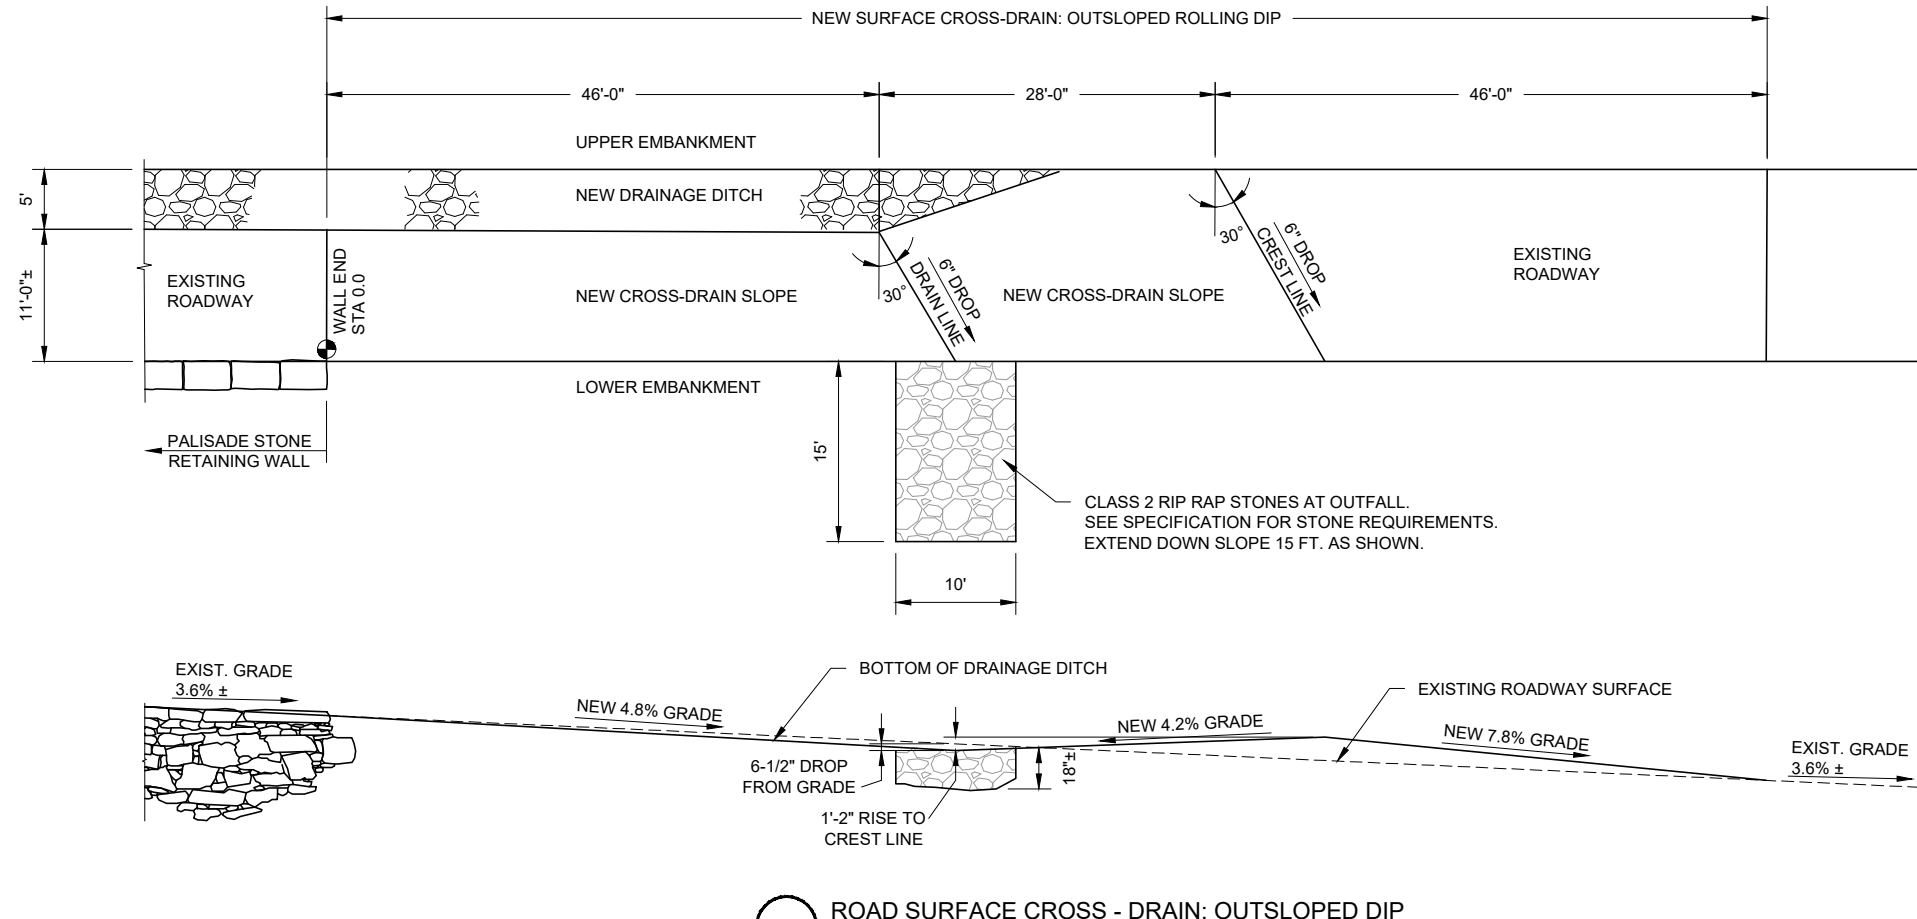 NEW SURFACE CROSS-DRAIN: OUTSLOPED ROLLING DIP
46'-0"
28'-0"
46'-0"
UPPER EMBANKMENT
5'
NEW DRAINAGE DITCH
11'-0"±
EXISTING
ROADWAY
WALL END
STA 0.0
NEW CROSS-DRAIN SLOPE
30°
6" DROP
DRAIN LINE
NEW CROSS-DRAIN SLOPE
30°
6" DROP
CREST LINE
EXISTING
ROADWAY
LOWER EMBANKMENT
PALISADE STONE
RETAINING WALL
15'
CLASS 2 RIP RAP STONES AT OUTFALL.
SEE SPECIFICATION FOR STONE REQUIREMENTS.
EXTEND DOWN SLOPE 15 FT. AS SHOWN.
10'
EXIST. GRADE
3.6% ±
BOTTOM OF DRAINAGE DITCH
NEW 4.8% GRADE
EXISTING ROADWAY SURFACE
NEW 4.2% GRADE
NEW 7.8% GRADE
EXIST. GRADE
3.6% ±
6-1/2" DROP
FROM GRADE
18"±
1'-2" RISE TO
CREST LINE
ROAD SURFACE CROSS - DRAIN: OUTSLOPED DIP